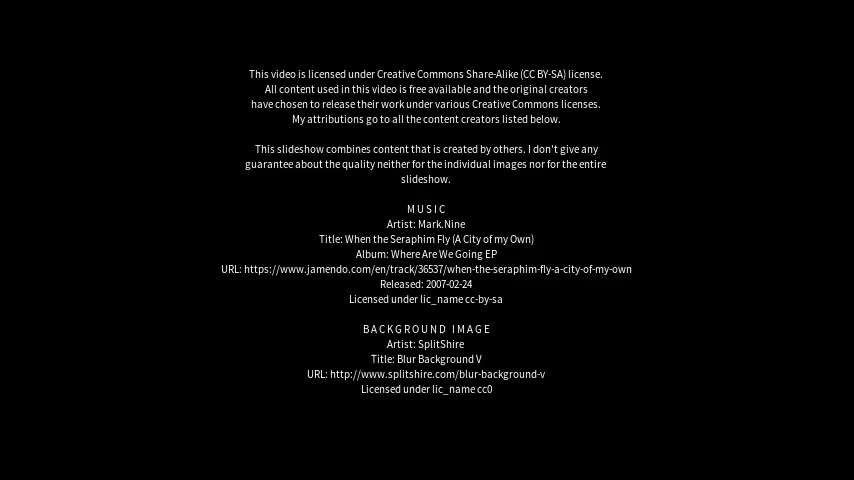 This video is licensed under Creative Commons Share-Alike (CC BY-SA) license.
All content used in this video is free available and the original creators
have chosen to release their work under various Creative Commons licenses.
My attributions go to all the content creators listed below.
This slideshow combines content that is created by others. I don't give any
guarantee about the quality neither for the individual images nor for the entire
slideshow.
MUSIC
Artist: Mark.Nine
Title: When the Seraphim Fly (A City of my Own)
Album: Where Are We Going EP
URL: https://www.jamendo.com/en/track/36537/when-the-seraphim-fly-a-city-of-my-own
Released: 2007-02-24
Licensed under lic_name cc-by-sa
BACKGROUND IMAGE
Artist: SplitShire
Title: Blur Background V
URL: http://www.splitshire.com/blur-background-v
Licensed under lic_name cc0